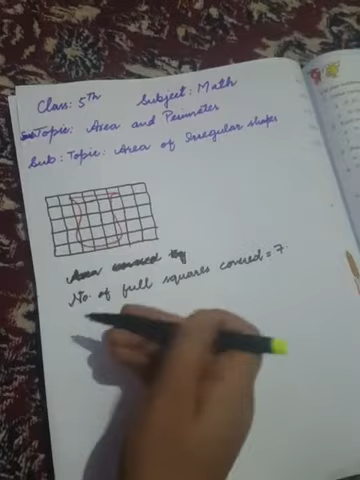 Class: 5th Subject: Math
Topic: Area and Perimeter
Sub: Topic: Area of Irregular shapes
No. of full squares covered = 7.